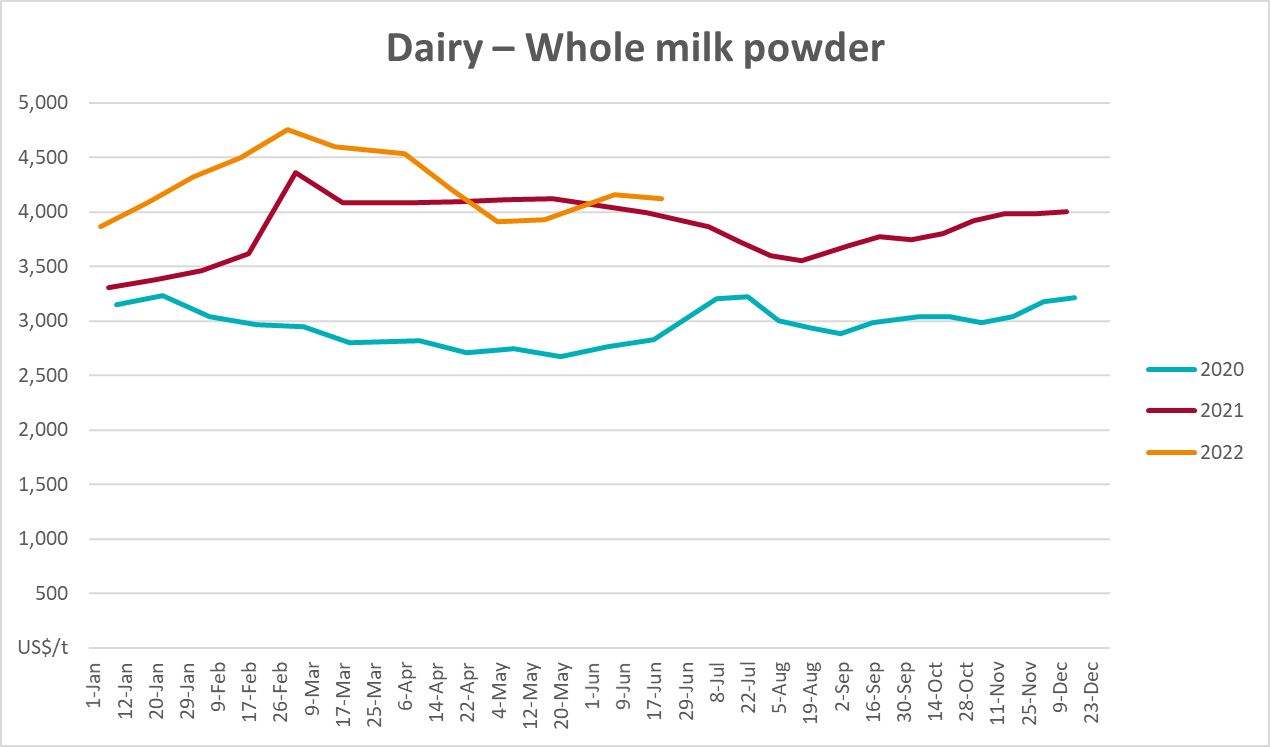 Dairy – Whole milk powder
5,000
4,500
4,000
3,500
3,000
2,500
2,000
1,500
1,000
500
US$/t
1-Jan
12-Jan
20-Jan
29-Jan
9-Feb
17-Feb
26-Feb
9-Mar
17-Mar
25-Mar
6-Apr
14-Apr
22-Apr
4-May
12-May
20-May
1-Jun
9-Jun
17-Jun
29-Jun
8-Jul
22-Jul
5-Aug
19-Aug
2-Sep
16-Sep
30-Sep
14-Oct
28-Oct
11-Nov
25-Nov
9-Dec
23-Dec
2020
2021
2022